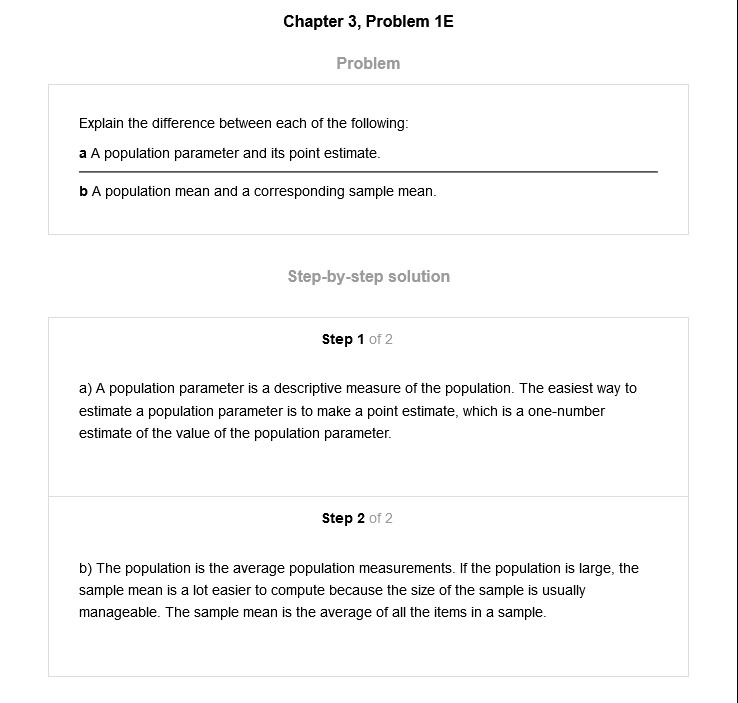 Chapter 3, Problem 1E
Problem
Explain the difference between each of the following:
a A population parameter and its point estimate.
b A population mean and a corresponding sample mean.
Step-by-step solution
Step 1 of 2
a) A population parameter is a descriptive measure of the population. The easiest way to
estimate a population parameter is to make a point estimate, which is a one-number
estimate of the value of the population parameter.
Step 2 of 2
b) The population is the average population measurements. If the population is large, the
sample mean is a lot easier to compute because the size of the sample is usually
manageable. The sample mean is the average of all the items in a sample.